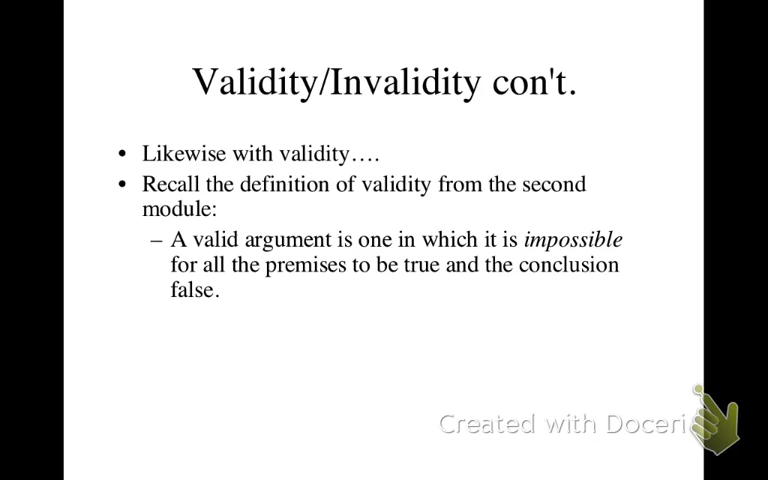 Validity/Invalidity con't.
• Likewise with validity….
• Recall the definition of validity from the second
module:
– A valid argument is one in which it is impossible
for all the premises to be true and the conclusion
false.
Created with Doceri